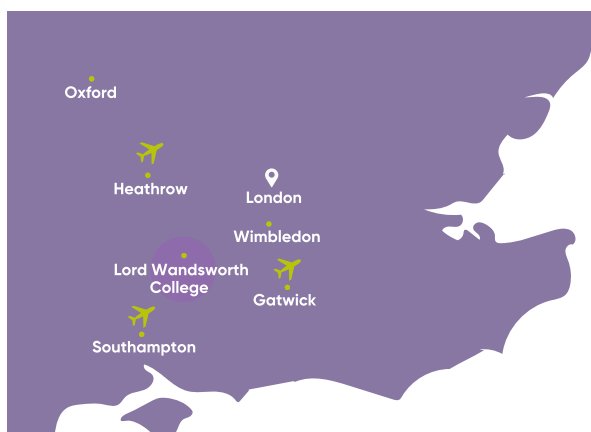 Oxford
Heathrow
London
Wimbledon
Lord Wandsworth
College
Gatwick
Southampton